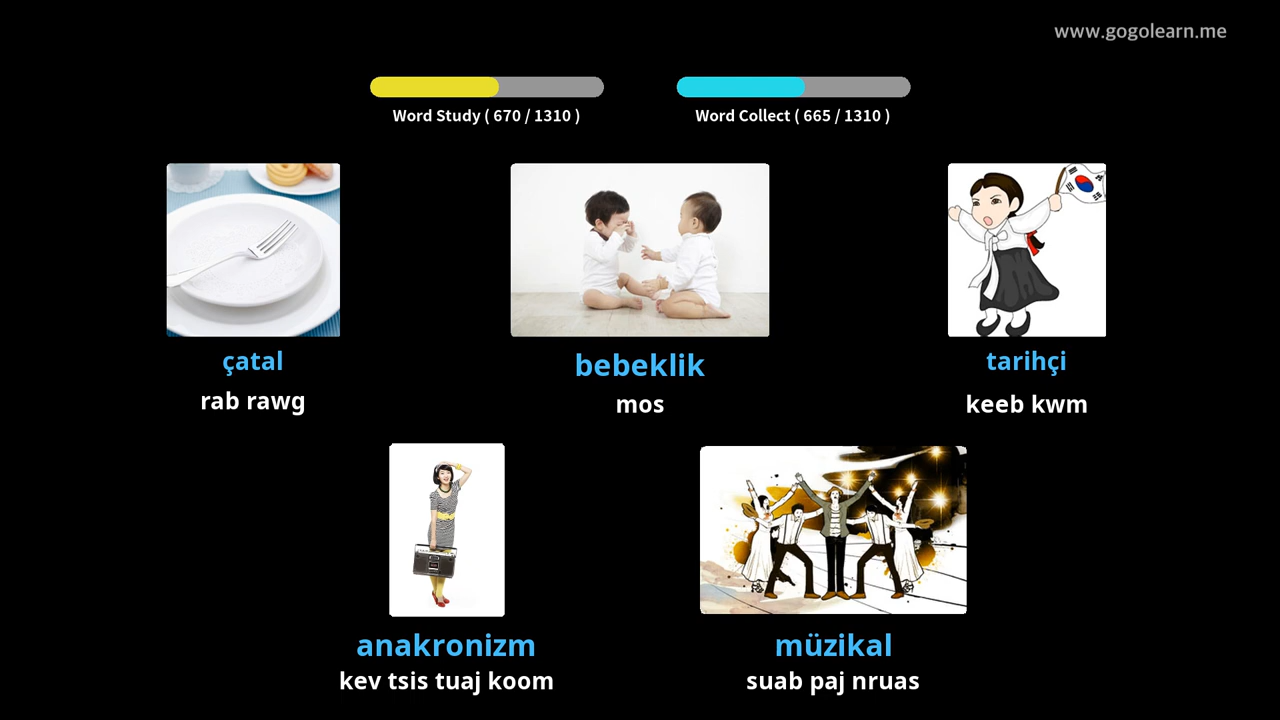 www.gogolearn.me
Word Study ( 670 / 1310 )
Word Collect ( 665 / 1310 )
çatal
rab rawg
bebeklik
mos
tarihçi
keeb kwm
anakronizm
kev tsis tuaj koom
müzikal
suab paj nruas